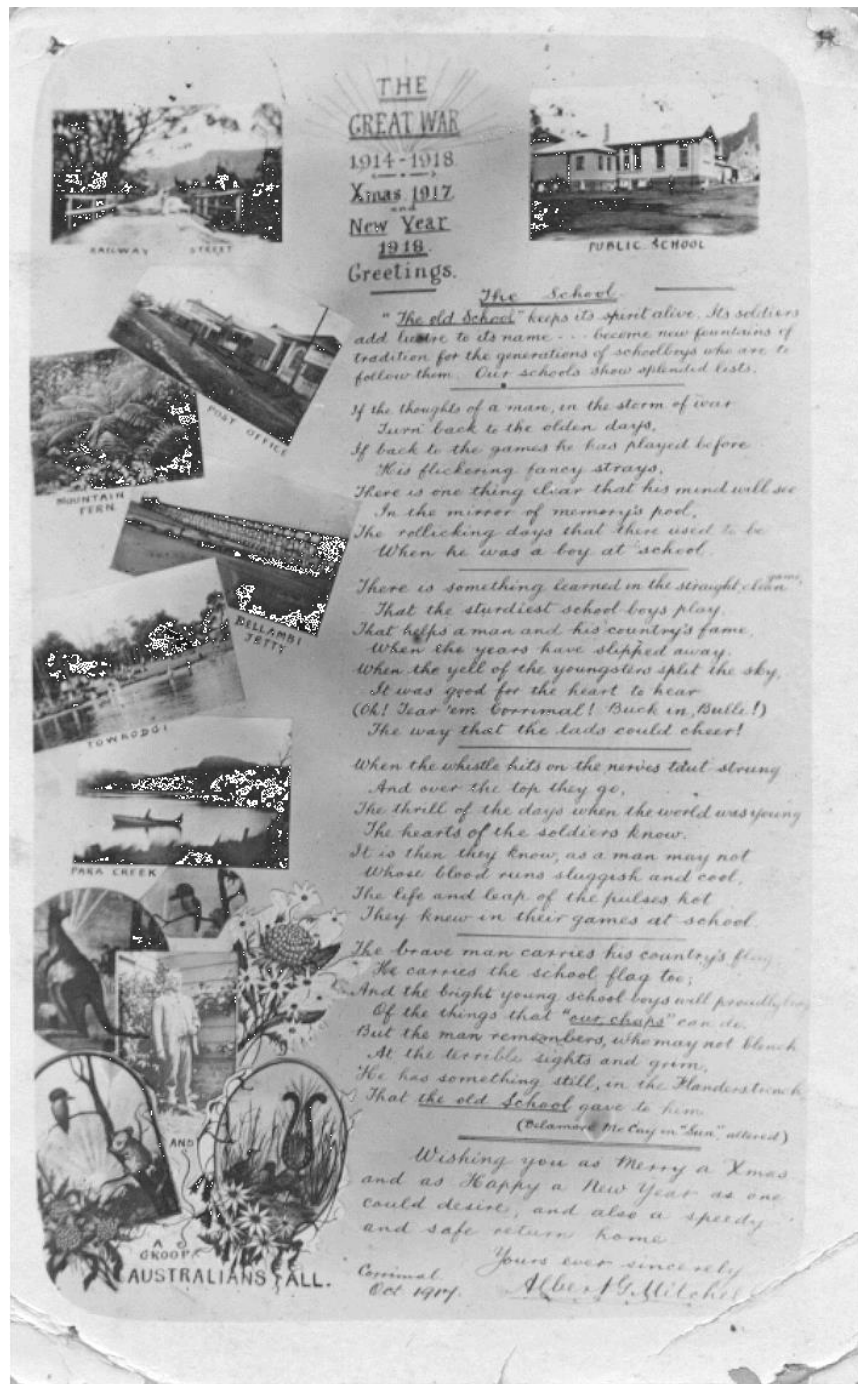 THE
GREAT WAR
1914-1918.
Xmas 1917
and
New Year
1918.
Greetings.
RAILWAY STREET
PUBLIC SCHOOL
POST OFFICE
MOUNTAIN
FERN
BELLAMBI
JETTY
TOWRODGI
PARA CREEK
The School
"The old School" keeps its spirit alive. Its soldiers
add lustre to its name - - - become new fountains of
tradition for the generations of schoolboys who are to
follow them. Our schools show splendid lists.
If the thoughts of a man, in the storm of war
Turn back to the olden days,
If back to the games he has played before
His flickering fancy strays,
There is one thing clear that his mind will see
In the mirror of memory's pool,
The rollicking days that there used to be
When he was a boy at school.
There is something learned in the straight, clean game,
That the sturdiest school boys play,
That helps a man and his country's fame,
When the years have slipped away.
When the yell of the youngsters split the sky,
It was good for the heart to hear
(Oh! Tear 'em Corrimal! Buck in, Bulli!)
The way that the lads could cheer!
When the whistle hits on the nerves taut strung
And over the top they go,
The thrill of the days when the world was young
The hearts of the soldiers know.
It is then they know, as a man may not
Whose blood runs sluggish and cool,
The life and leap of the pulses hot
They knew in their games at school.
The brave man carries his country's flag,
He carries the school flag too;
And the bright young school boys will proudly brag
Of the things that "our chaps" can do.
But the man remembers, who may not blench
At the terrible sights and grim,
He has something still, in the Flanders trench
That the old School gave to him.
(Delamore McCay in "Sun", altered)
Wishing you as Merry a Xmas
and as Happy a New Year as one
could desire, and also a speedy
and safe return home.
Yours ever sincerely
Albert G. Mitchell
Corrimal
Oct 1917.
AND
A
GROUP
AUSTRALIANS ALL.